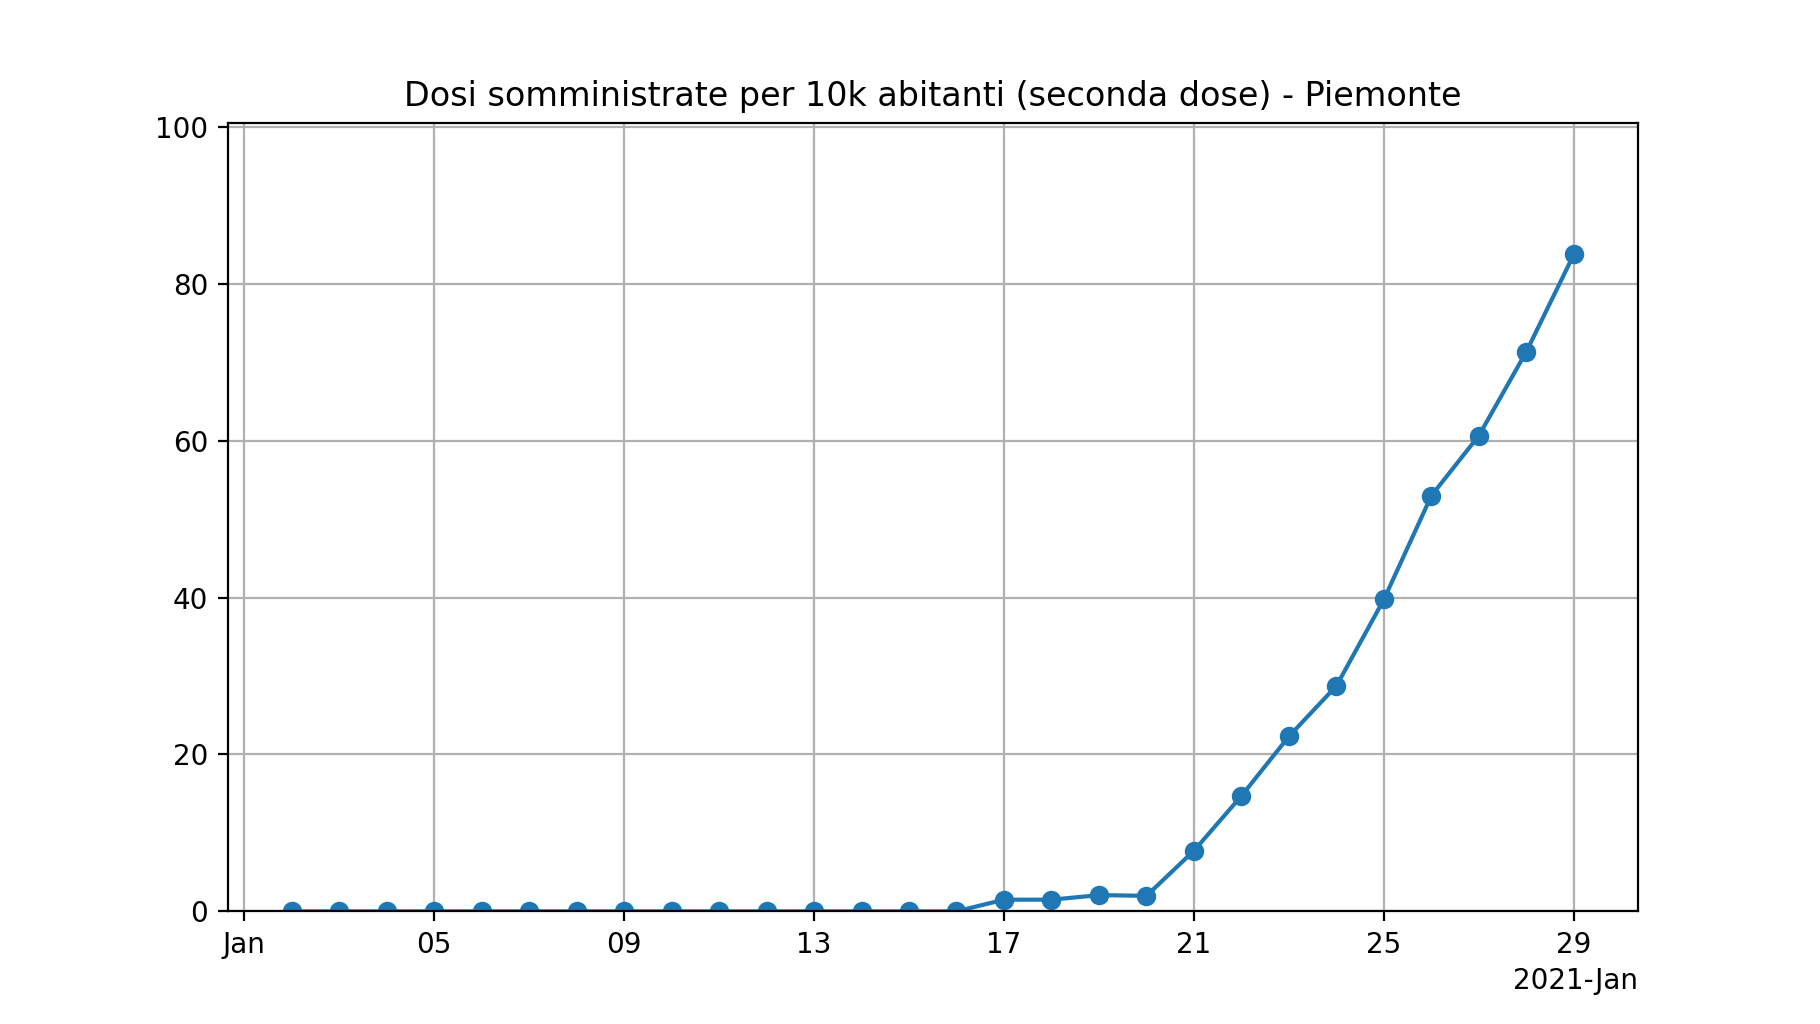 Dosi somministrate per 10k abitanti (seconda dose) - Piemonte
100
80
60
40
20
0
Jan 05 09 13 17 21 25 29
2021-Jan